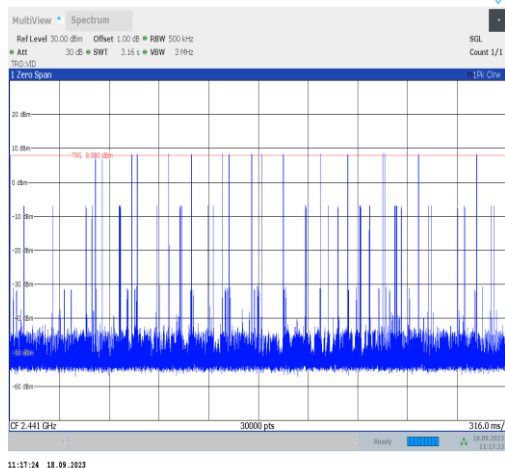 MultiView Spectrum
Ref Level 30.00 dBm Offset 1.00 dB RBW 500 kHz SGL
Att 30 dB SWT 3.16 s VBW 3 MHz Count 1/1
TRG:VID
1 Zero Span 1Pk Clrw
20 dBm
10 dBm
TRG 8.000 dBm
0 dBm
-10 dBm
-20 dBm
-30 dBm
-40 dBm
-50 dBm
-60 dBm
CF 2.441 GHz 30000 pts 316.0 ms/
Ready 18.09.2023
11:17:23
11:17:24 18.09.2023